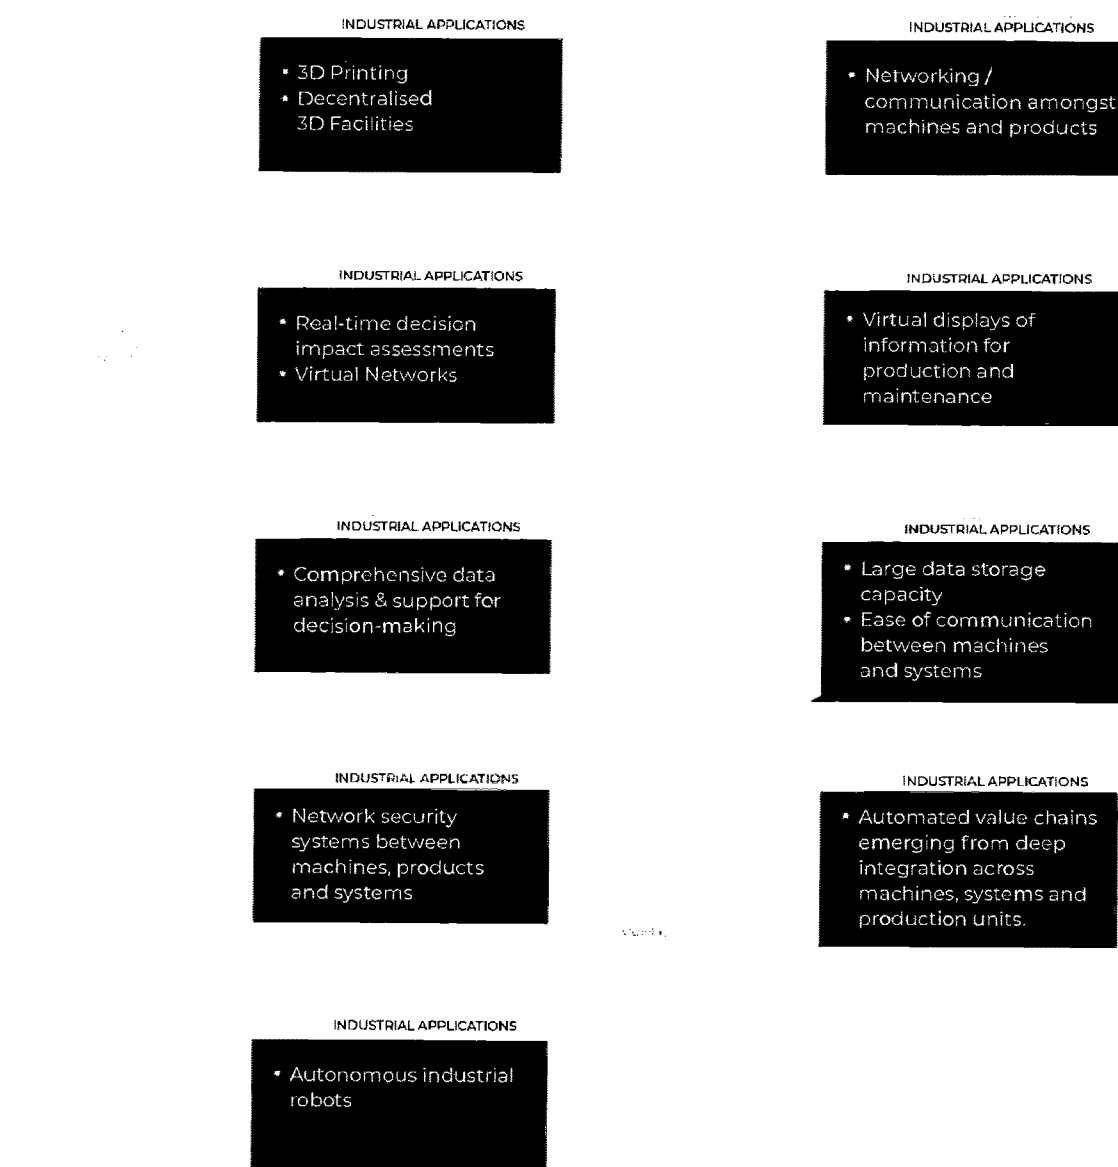 INDUSTRIAL APPLICATIONS
• 3D Printing
• Decentralised
3D Facilities
INDUSTRIAL APPLICATIONS
• Networking /
communication amongst
machines and products
INDUSTRIAL APPLICATIONS
• Real-time decision
impact assessments
• Virtual Networks
INDUSTRIAL APPLICATIONS
• Virtual displays of
information for
production and
maintenance
INDUSTRIAL APPLICATIONS
• Comprehensive data
analysis & support for
decision-making
INDUSTRIAL APPLICATIONS
• Large data storage
capacity
• Ease of communication
between machines
and systems
INDUSTRIAL APPLICATIONS
• Network security
systems between
machines, products
and systems
INDUSTRIAL APPLICATIONS
• Automated value chains
emerging from deep
integration across
machines, systems and
production units.
INDUSTRIAL APPLICATIONS
• Autonomous industrial
robots